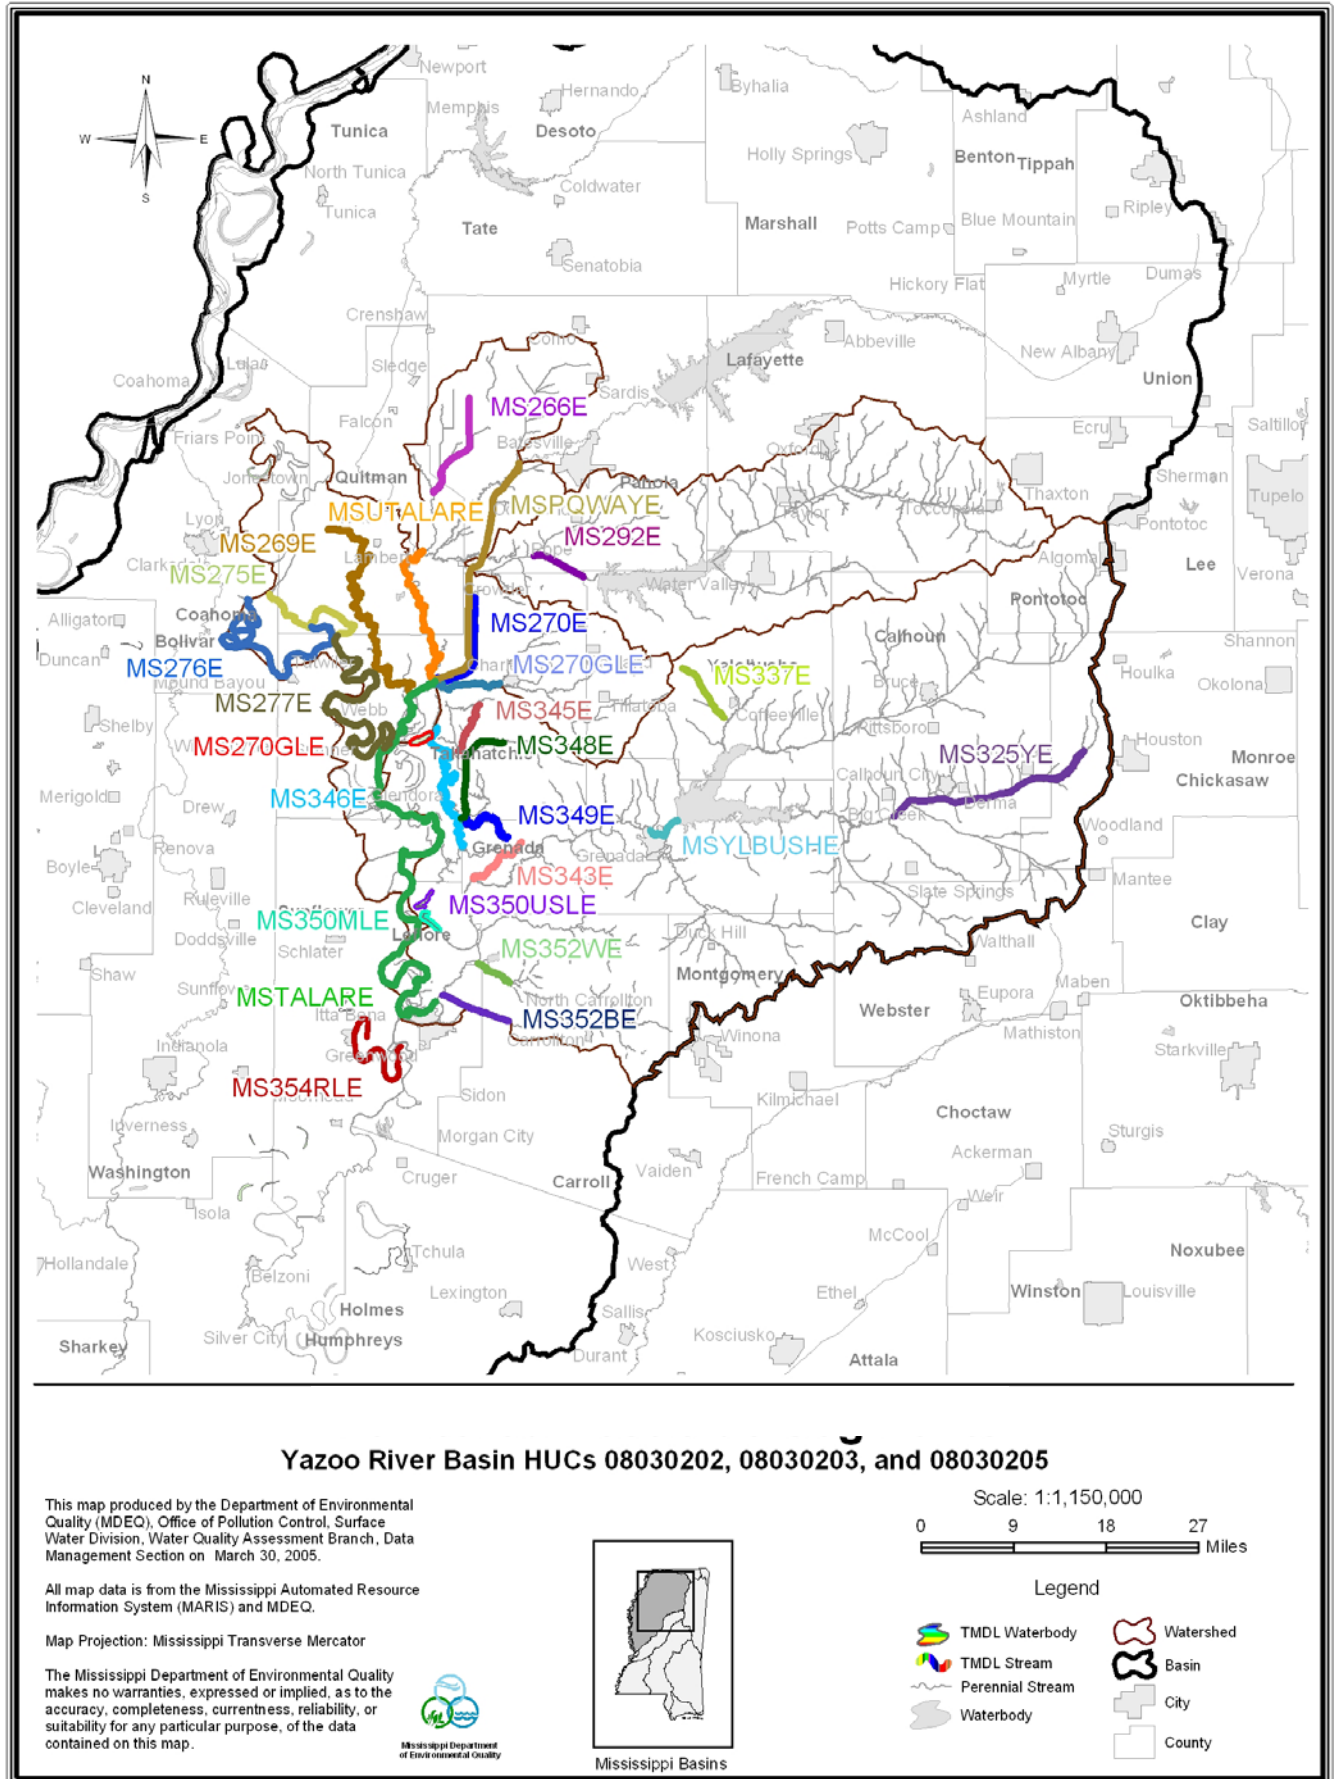 Newport
Hernando
Byhalia
Memphis
Ashland
N
Tunica
Desoto
W
E
Holly Springs
Benton
Tippah
S
North Tunica
Coldwater
Tunica
Ripley
Tate
Marshall
Potts Camp
Blue Mountain
Senatobia
Hickory Flat
Myrtle
Dumas
Crenshaw
Como
Abbeville
Lula
Sledge
Lafayette
New Albany
Coahoma
Sardis
Union
MS266E
Falcon
Ecru
Saltillo
Friars Point
Batesville
Oxford
Jonestown
Quitman
Panola
Sherman
Thaxton
Tupelo
MSUTALARE
MSPQWAYE
Taylor
Toccopola
Lyon
Pontotoc
MS269E
MS292E
Lambert
Pope
Algoma
Clarksdale
Lee
MS275E
Water Valley
Verona
Crowder
Pontotoc
Coahoma
Alligator
MS270E
Calhoun
Shannon
Bolivar
Duncan
MS276E
Tutwiler
MS270GLE
Yalobusha
MS337E
Houlka
Mound Bayou
Bruce
Okolona
MS277E
Webb
MS345E
Tillatoba
Coffeeville
Shelby
Pittsboro
MS270GLE
MS348E
Tallahatchie
MS325YE
Houston
Monroe
Calhoun City
Chickasaw
Merigold
MS346E
Glendora
Drew
Derma
MS349E
Big Creek
Woodland
Boyle
Renova
Grenada
Grenada
MSYLBUSHE
MS343E
Mantee
Ruleville
Slate Springs
Cleveland
MS350USLE
Sunflower
MS350MLE
Clay
Doddsville
Leflore
Duck Hill
Walthall
Schlater
MS352WE
Shaw
Montgomery
Maben
Sunflower
MSTALARE
North Carrollton
Eupora
Oktibbeha
Webster
Itta Bena
MS352BE
Mathiston
Indianola
Greenwood
Carrollton
Winona
Starkville
MS354RLE
Moorhead
Sidon
Kilmichael
Choctaw
Inverness
Morgan City
Sturgis
Ackerman
Washington
Cruger
Carroll
Vaiden
French Camp
Weir
Isola
McCool
Tchula
Noxubee
Hollandale
Belzoni
West
Lexington
Ethel
Winston
Louisville
Holmes
Sallis
Silver City
Humphreys
Kosciusko
Sharkey
Durant
Attala
Yazoo River Basin HUCs 08030202, 08030203, and 08030205
This map produced by the Department of Environmental
Quality (MDEQ), Office of Pollution Control, Surface
Water Division, Water Quality Assessment Branch, Data
Management Section on March 30, 2005.
All map data is from the Mississippi Automated Resource
Information System (MARIS) and MDEQ.
Map Projection: Mississippi Transverse Mercator
The Mississippi Department of Environmental Quality
makes no warranties, expressed or implied, as to the
accuracy, completeness, currentness, reliability, or
suitability for any particular purpose, of the data
contained on this map.
Mississippi Department
of Environmental Quality
Mississippi Basins
Scale: 1:1,150,000
0 9 18 27
Miles
Legend
TMDL Waterbody
TMDL Stream
Perennial Stream
Waterbody
Watershed
Basin
City
County